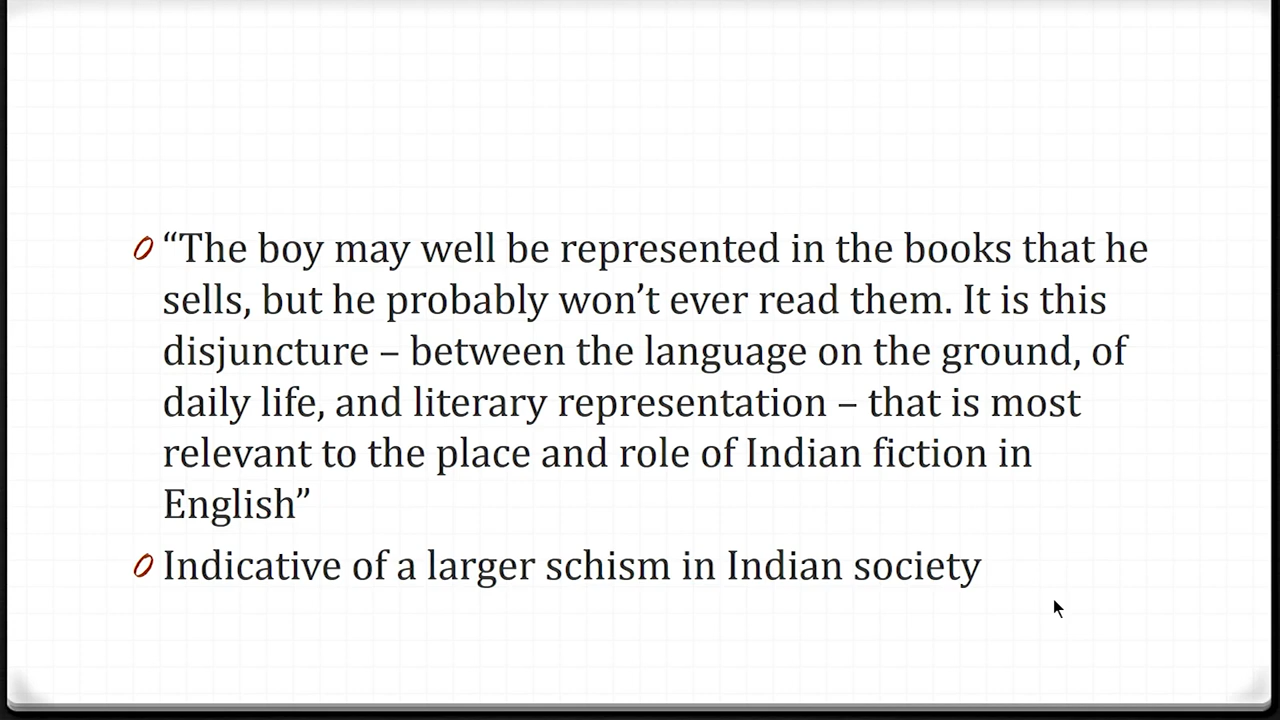 “The boy may well be represented in the books that he
sells, but he probably won’t ever read them. It is this
disjuncture – between the language on the ground, of
daily life, and literary representation – that is most
relevant to the place and role of Indian fiction in
English”
Indicative of a larger schism in Indian society